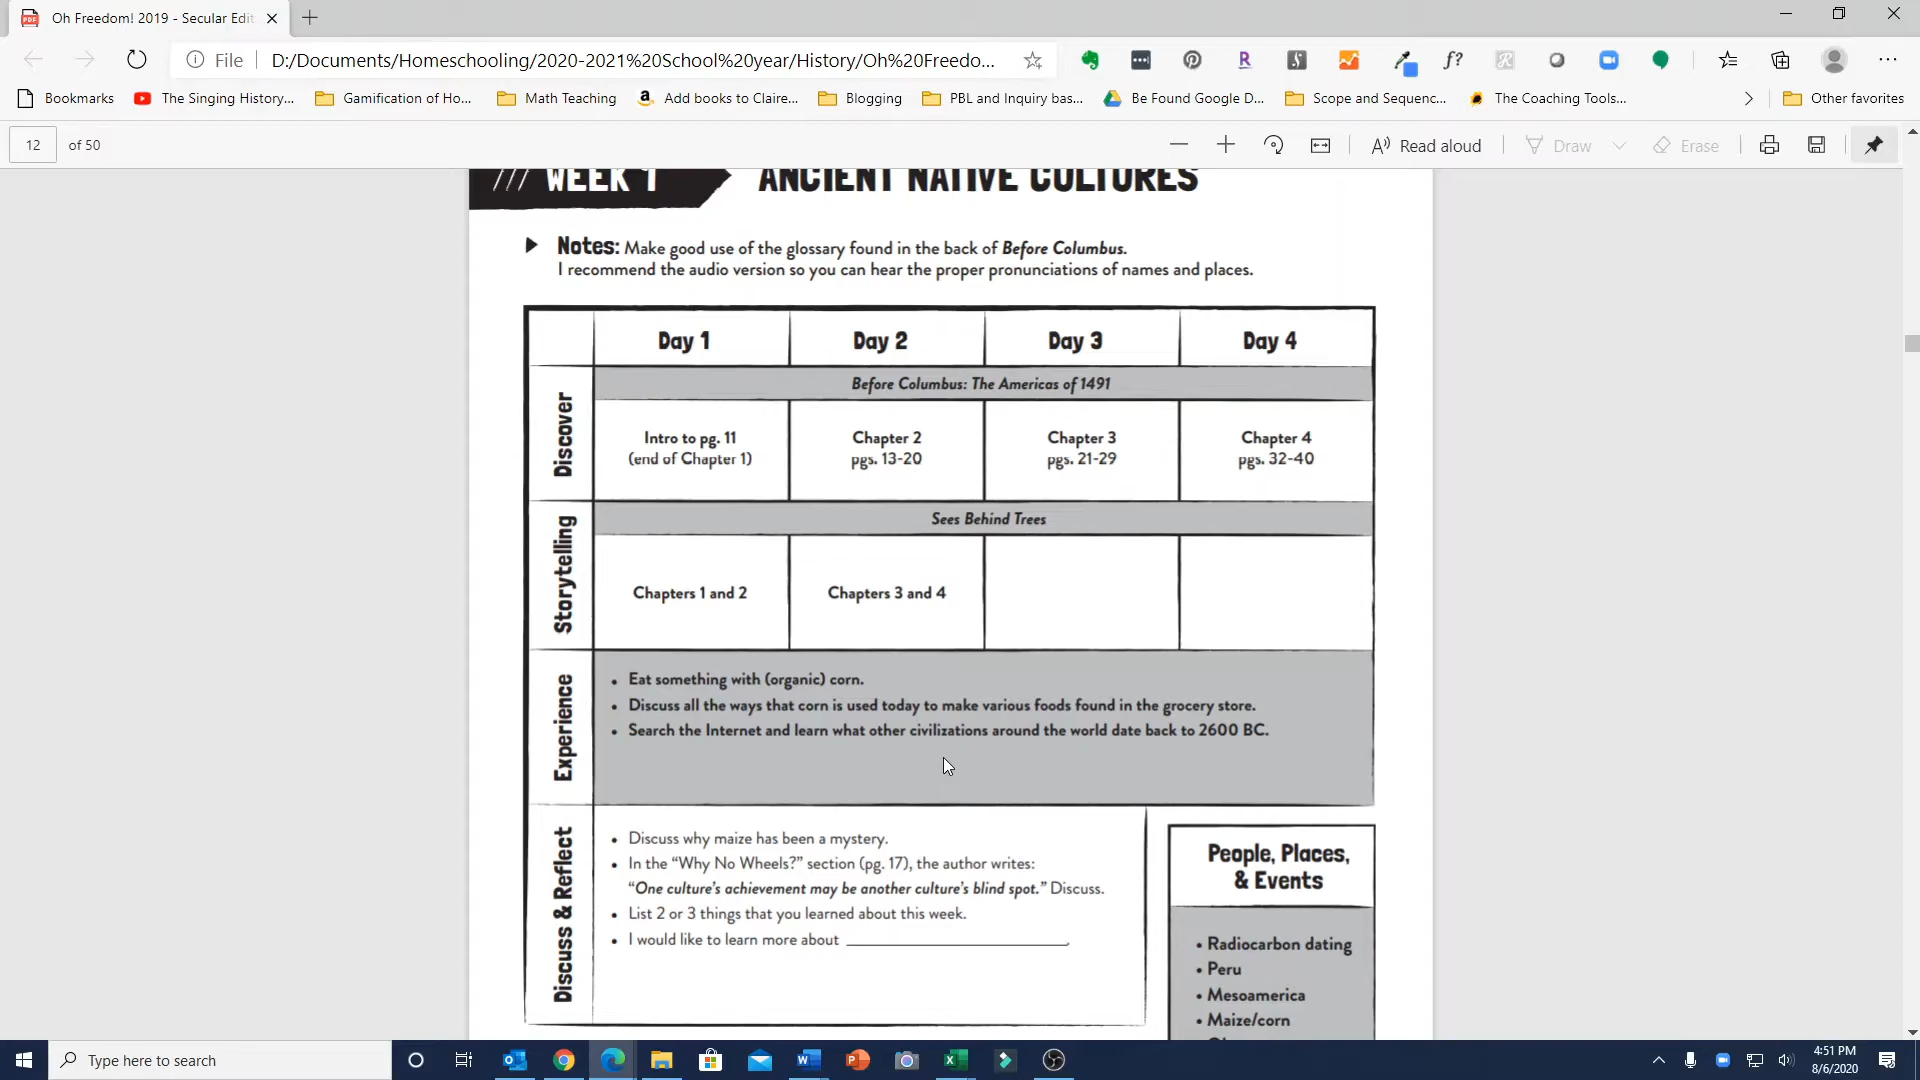 Oh Freedom! 2019 - Secular Edit
File D:/Documents/Homeschooling/2020-2021%20School%20year/History/Oh%20Freedo...
Bookmarks The Singing History... Gamification of Ho... Math Teaching Add books to Claire... Blogging PBL and Inquiry bas... Be Found Google D... Scope and Sequenc... The Coaching Tools... Other favorites
12 of 50 Read aloud Draw Erase
/// WEEK 1 ANCIENT NATIVE CULTURES
Notes: Make good use of the glossary found in the back of Before Columbus.
I recommend the audio version so you can hear the proper pronunciations of names and places.
Day 1 Day 2 Day 3 Day 4
Discover
Before Columbus: The Americas of 1491
Intro to pg. 11 Chapter 2 Chapter 3 Chapter 4
(end of Chapter 1) pgs. 13-20 pgs. 21-29 pgs. 32-40
Storytelling
Sees Behind Trees
Chapters 1 and 2 Chapters 3 and 4
Experience
• Eat something with (organic) corn.
• Discuss all the ways that corn is used today to make various foods found in the grocery store.
• Search the Internet and learn what other civilizations around the world date back to 2600 BC.
Discuss & Reflect
• Discuss why maize has been a mystery.
• In the “Why No Wheels?” section (pg. 17), the author writes:
“One culture’s achievement may be another culture’s blind spot.” Discuss.
• List 2 or 3 things that you learned about this week.
• I would like to learn more about ______________________.
People, Places,
& Events
• Radiocarbon dating
• Peru
• Mesoamerica
• Maize/corn
Type here to search
4:51 PM
8/6/2020